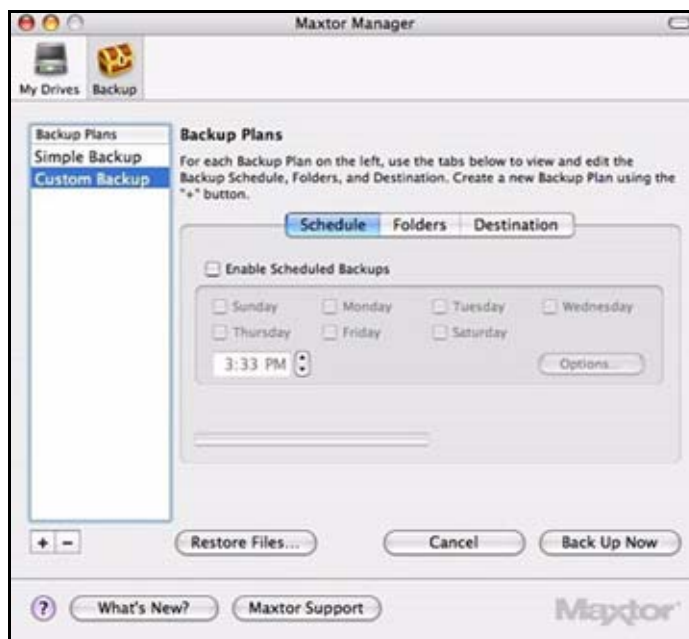 Maxtor Manager
My Drives
Backup
Backup Plans
Simple Backup
Custom Backup
Backup Plans
For each Backup Plan on the left, use the tabs below to view and edit the
Backup Schedule, Folders, and Destination. Create a new Backup Plan using the
"+" button.
Schedule Folders Destination
Enable Scheduled Backups
Sunday Monday Tuesday Wednesday
Thursday Friday Saturday
3:33 PM Options...
+ - Restore Files... Cancel Back Up Now
? What's New? Maxtor Support Maxtor